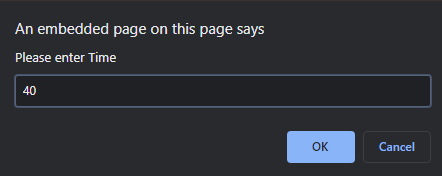 An embedded page on this page says
Please enter Time
40
OK Cancel